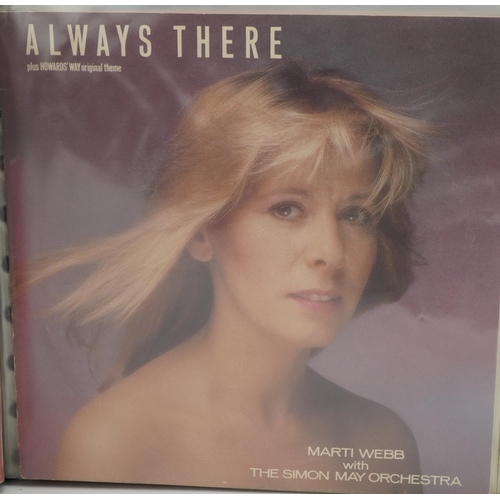 ALWAYS THERE
plus HOWARDS' WAY original theme
MARTI WEBB
with
THE SIMON MAY ORCHESTRA